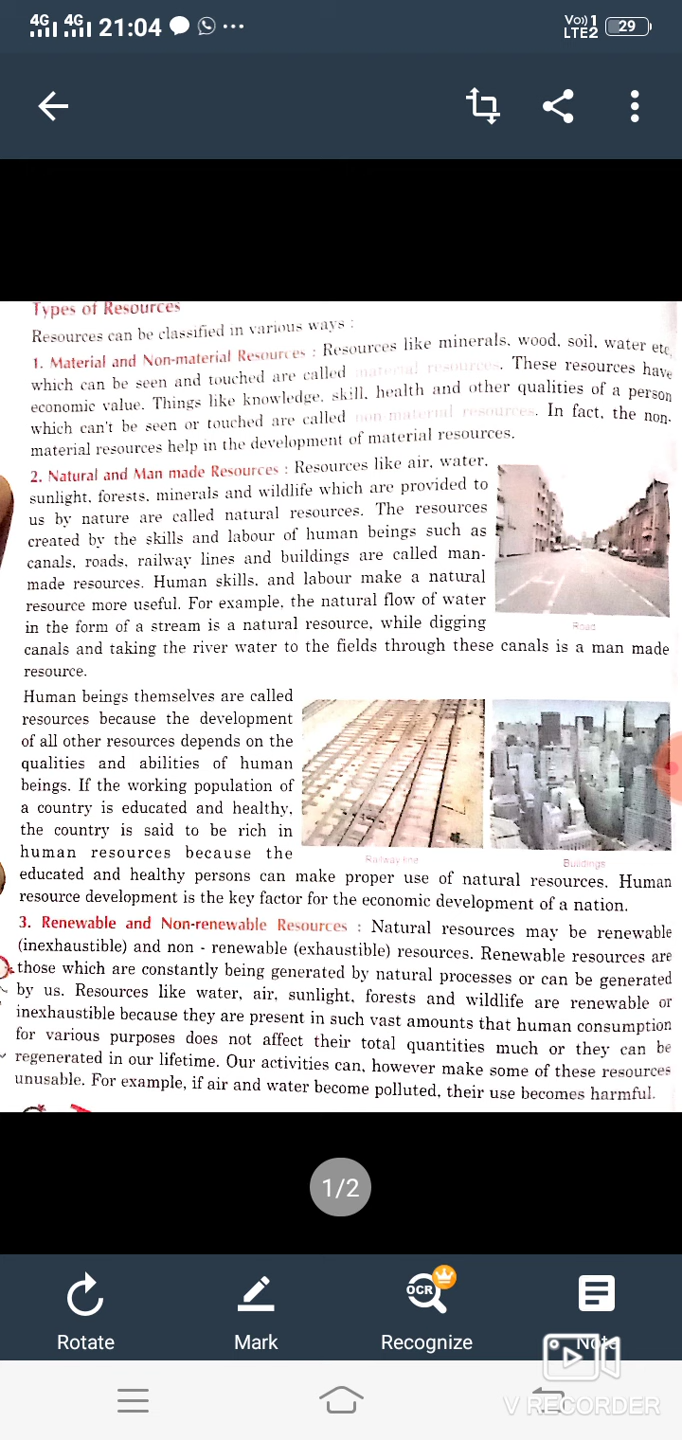 4G 4G 21:04
Vo)) 1
LTE2
29
Types of Resources
Resources can be classified in various ways :
1. Material and Non-material Resources : Resources like minerals, wood, soil, water etc,
which can be seen and touched are called material resources. These resources have
economic value. Things like knowledge, skill, health and other qualities of a person
which can't be seen or touched are called non material resources. In fact, the non.
material resources help in the development of material resources.
2. Natural and Man made Resources : Resources like air, water,
sunlight, forests, minerals and wildlife which are provided to
us by nature are called natural resources. The resources
created by the skills and labour of human beings such as
canals, roads, railway lines and buildings are called man-
made resources. Human skills, and labour make a natural
resource more useful. For example, the natural flow of water
in the form of a stream is a natural resource, while digging
Road
canals and taking the river water to the fields through these canals is a man made
resource.
Human beings themselves are called
resources because the development
of all other resources depends on the
qualities and abilities of human
beings. If the working population of
a country is educated and healthy,
the country is said to be rich in
human resources because the
Railway line
Buildings
educated and healthy persons can make proper use of natural resources. Human
resource development is the key factor for the economic development of a nation.
3. Renewable and Non-renewable Resources : Natural resources may be renewable
(inexhaustible) and non - renewable (exhaustible) resources. Renewable resources are
those which are constantly being generated by natural processes or can be generated
by us. Resources like water, air, sunlight, forests and wildlife are renewable or
inexhaustible because they are present in such vast amounts that human consumption
for various purposes does not affect their total quantities much or they can be
regenerated in our lifetime. Our activities can, however make some of these resources
unusable. For example, if air and water become polluted, their use becomes harmful.
1/2
OCR
Rotate
Mark
Recognize
Note
V RECORDER